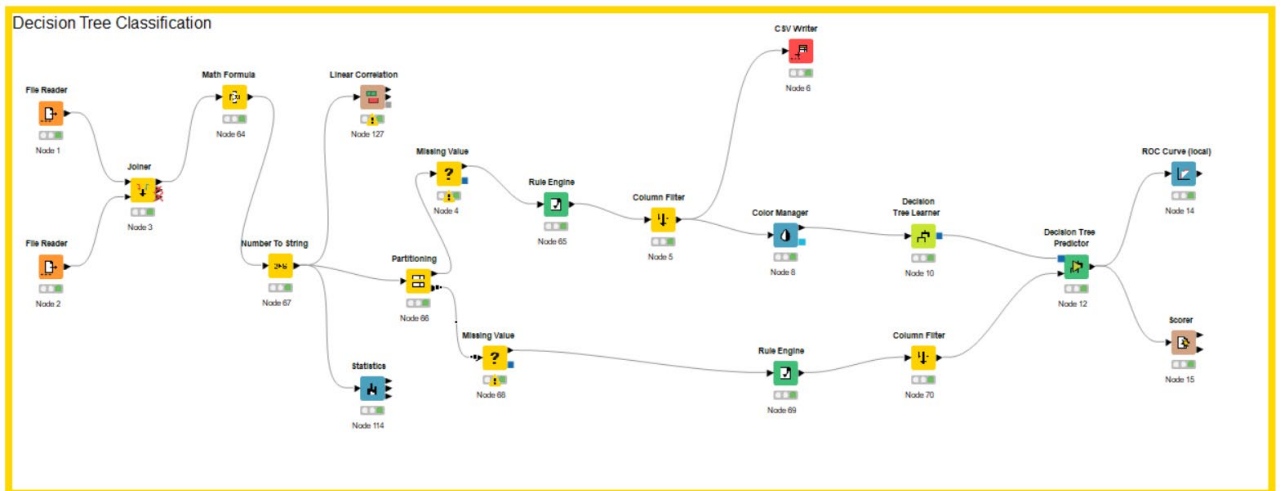 Decision Tree Classification
File Reader
Node 1
File Reader
Node 2
Joiner
Node 3
Math Formula
Node 64
Number To String
Node 67
Linear Correlation
Node 127
Statistics
Node 114
Partitioning
Node 66
Missing Value
Node 4
Missing Value
Node 68
Rule Engine
Node 65
Column Filter
Node 5
CSV Writer
Node 6
Color Manager
Node 8
Rule Engine
Node 69
Decision
Tree Learner
Node 10
Column Filter
Node 70
Decision Tree
Predictor
Node 12
ROC Curve (local)
Node 14
Scorer
Node 15